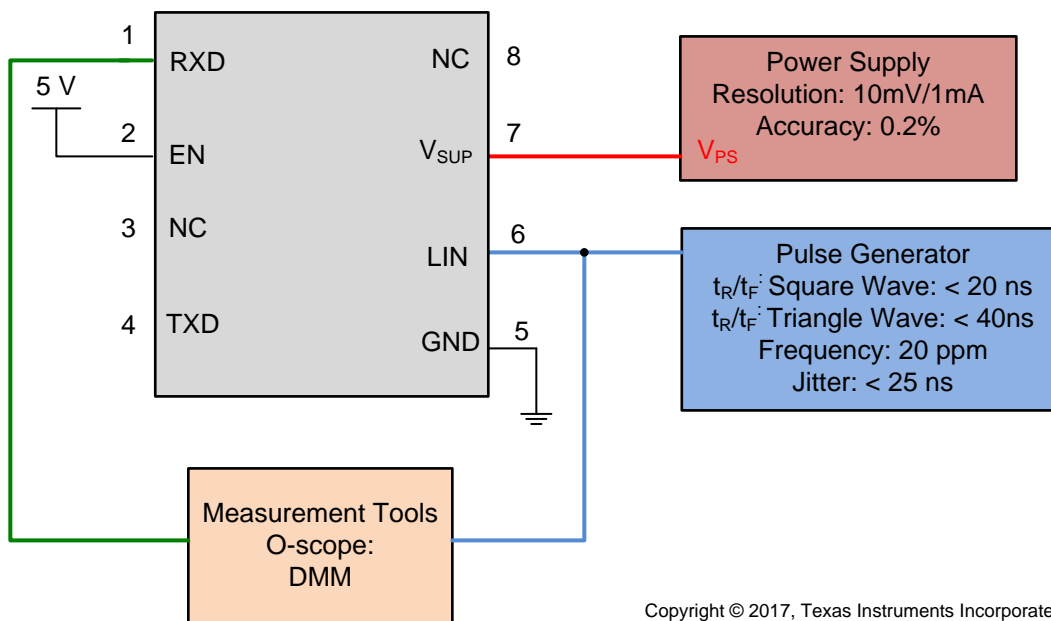 1
RXD
NC
8
5 V
2
EN
VSUP
7
VPS
Power Supply
Resolution: 10mV/1mA
Accuracy: 0.2%
3
NC
LIN
6
4
TXD
GND
5
Pulse Generator
tR/tF: Square Wave: < 20 ns
tR/tF: Triangle Wave: < 40ns
Frequency: 20 ppm
Jitter: < 25 ns
Measurement Tools
O-scope:
DMM
Copyright © 2017, Texas Instruments Incorporate